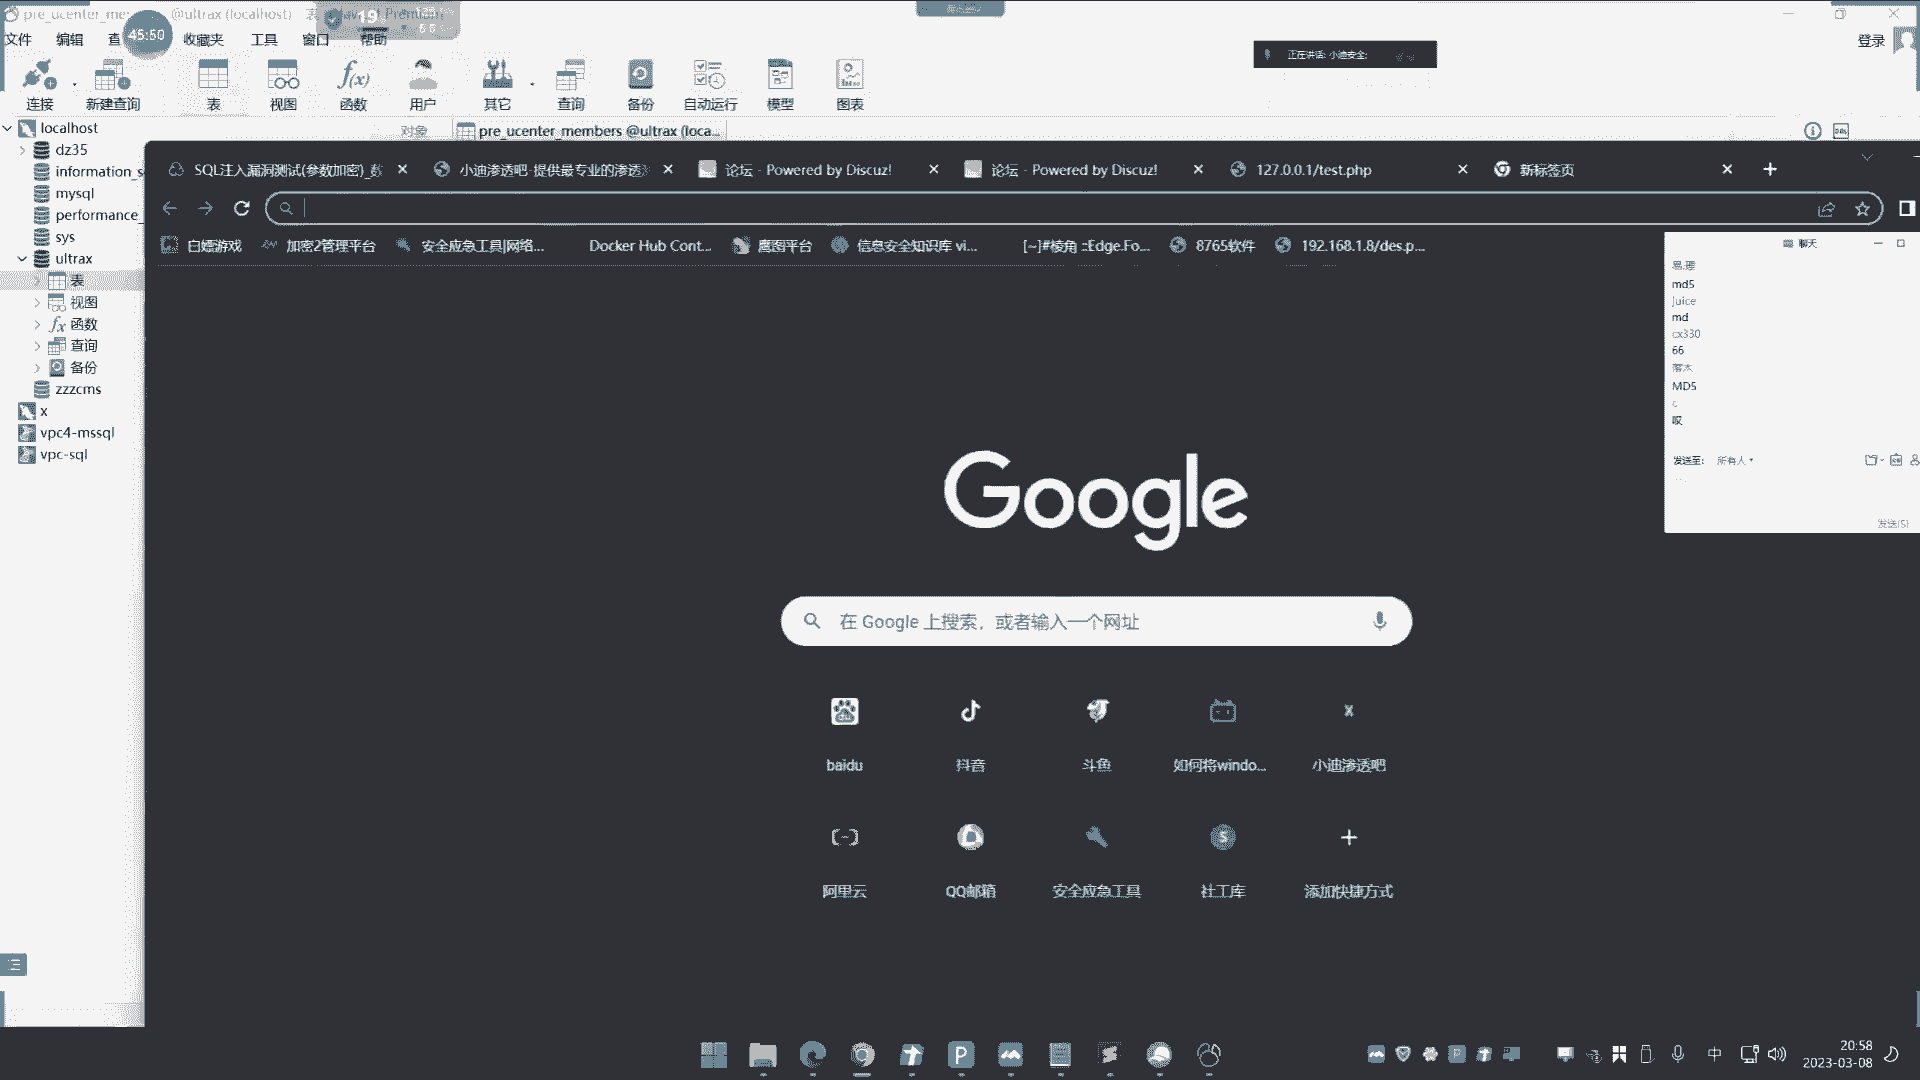 @ultrax (localhost)
45:50
19
文件 编辑 收藏夹 工具 窗口 帮助
登录
正在讲话: 小迪安全:
连接 新建查询 表 视图 函数 用户 其它 查询 备份 自动运行 模型 图表
localhost
对象 pre_ucenter_members @ultrax (loca...
dz35
information_s
mysql
performance_
sys
ultrax
表
视图
函数
查询
备份
zzzcms
x
vpc4-mssql
vpc-sql
SQL注入漏洞测试(参数加密)_数
小迪渗透吧-提供最专业的渗透
论坛 - Powered by Discuz!
论坛 - Powered by Discuz!
127.0.0.1/test.php
新标签页
白嫖游戏 加密2管理平台 安全应急工具|网络... Docker Hub Cont... 鹰图平台 信息安全知识库 vi... [~]#棱角 ::Edge.Fo... 8765软件 192.168.1.8/des.p...
聊天
md5
Juice
md
cx330
66
落木
MD5
c
哎
发送至: 所有人
发送(S)
Google
在 Google 上搜索，或者输入一个网址
baidu 抖音 斗鱼 如何将windo... 小迪渗透吧
阿里云 QQ邮箱 安全应急工具 社工库 添加快捷方式
中
20:58
2023-03-08